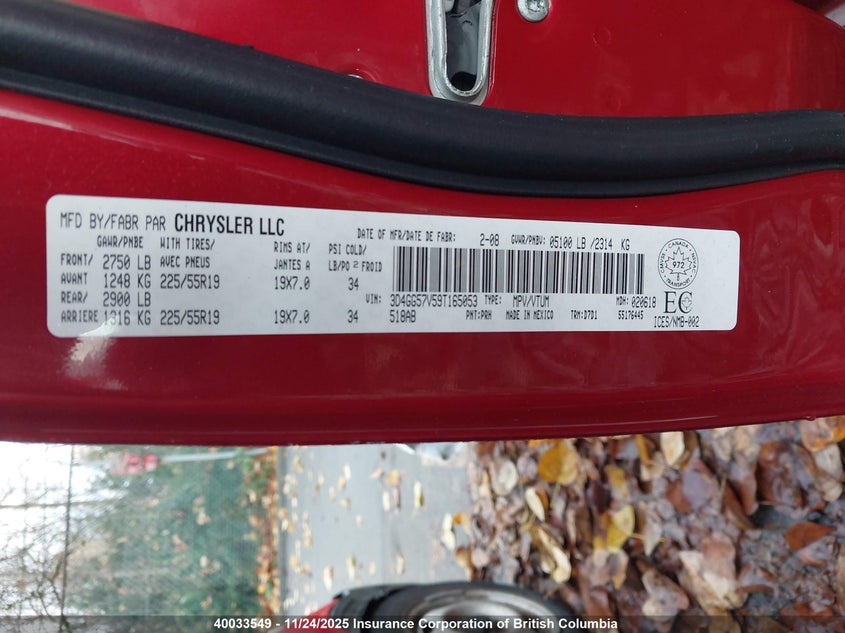 MFD BY/FABR PAR CHRYSLER LLC
DATE OF MFR/DATE DE FABR: 2-08 GVWR/PNBV: 05100 LB /2314 KG
GAWR/PNBE WITH TIRES/ RIMS AT/ PSI COLD/
FRONT/ 2750 LB AVEC PNEUS JANTES A LB/PO² FROID
AVANT 1248 KG 225/55R19 19X7.0 34
REAR/ 2900 LB
ARRIERE 1316 KG 225/55R19 19X7.0 34
VIN: 3D4GG57V59T165053 TYPE: MPV/VTUM MDH: 020618
518AB PNT: PRH MADE IN MEXICO TRM: D7D1 55176445
CANADA
972
TRANSPORT
EC
ICES/NMB-002
40033549 - 11/24/2025 Insurance Corporation of British Columbia